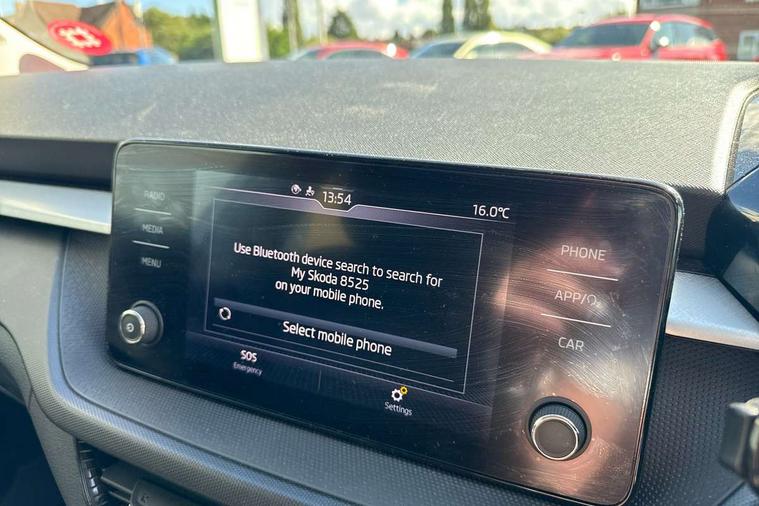 13:54
16.0°C
RADIO
MEDIA
MENU
Use Bluetooth device search to search for
My Skoda 8525
on your mobile phone.
Select mobile phone
SOS
Emergency
Settings
PHONE
APP/
CAR